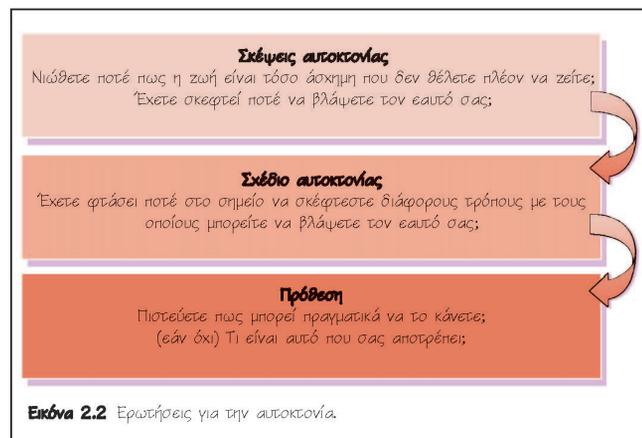 Σκέψεις αυτοκτονίας
Νιώθετε ποτέ πως η ζωή είναι τόσο άσχημη που δεν θέλετε πλέον να ζείτε;
Έχετε σκεφτεί ποτέ να βλάψετε τον εαυτό σας;
Σχέδιο αυτοκτονίας
Έχετε φτάσει ποτέ στο σημείο να σκέφτεστε διάφορους τρόπους με τους
οποίους μπορείτε να βλάψετε τον εαυτό σας;
Πρόθεση
Πιστεύετε πως μπορεί πραγματικά να το κάνετε;
(εάν όχι) Τι είναι αυτό που σας αποτρέπει;
Εικόνα 2.2 Ερωτήσεις για την αυτοκτονία.